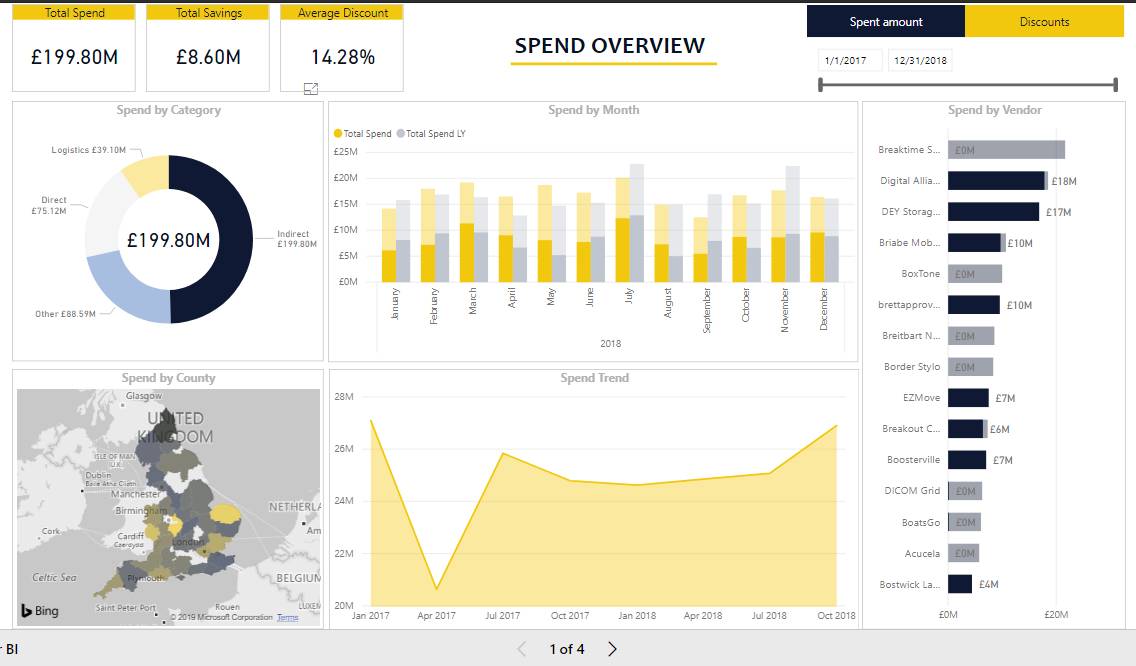 Total Spend
£199.80M
Total Savings
£8.60M
Average Discount
14.28%
SPEND OVERVIEW
Spent amount
Discounts
1/1/2017
12/31/2018
Spend by Category
Logistics £39.10M
Direct
£75.12M
£199.80M
Indirect
£199.80M
Other £88.59M
Spend by Month
Total Spend
Total Spend LY
£25M
£20M
£15M
£10M
£5M
£0M
January
February
March
April
May
June
July
August
September
October
November
December
2018
Spend by Vendor
Breaktime S... £0M
Digital Allia... £18M
DEY Storag... £17M
Briabe Mob... £10M
BoxTone £0M
brettapprov... £10M
Breitbart N... £0M
Border Stylo £0M
EZMove £7M
Breakout C... £6M
Boosterville £7M
DICOM Grid £0M
BoatsGo £0M
Acucela £0M
Bostwick La... £4M
£0M
£20M
Spend by County
Glasgow
UNITED
KINGDOM
ISLE OF MAN
U.K.
Dublin
Baile Átha Cliath
Manchester
NETHERLA
Birmingham
Am
Cork
Cardiff
Caerdydd
London
Celtic Sea
Plymouth
BELGIUM
Bing
Saint Peter Port
Rouen
LUXEM
© 2019 Microsoft Corporation Terms
Spend Trend
28M
26M
24M
22M
20M
Jan 2017
Apr 2017
Jul 2017
Oct 2017
Jan 2018
Apr 2018
Jul 2018
Oct 2018
r BI
1 of 4